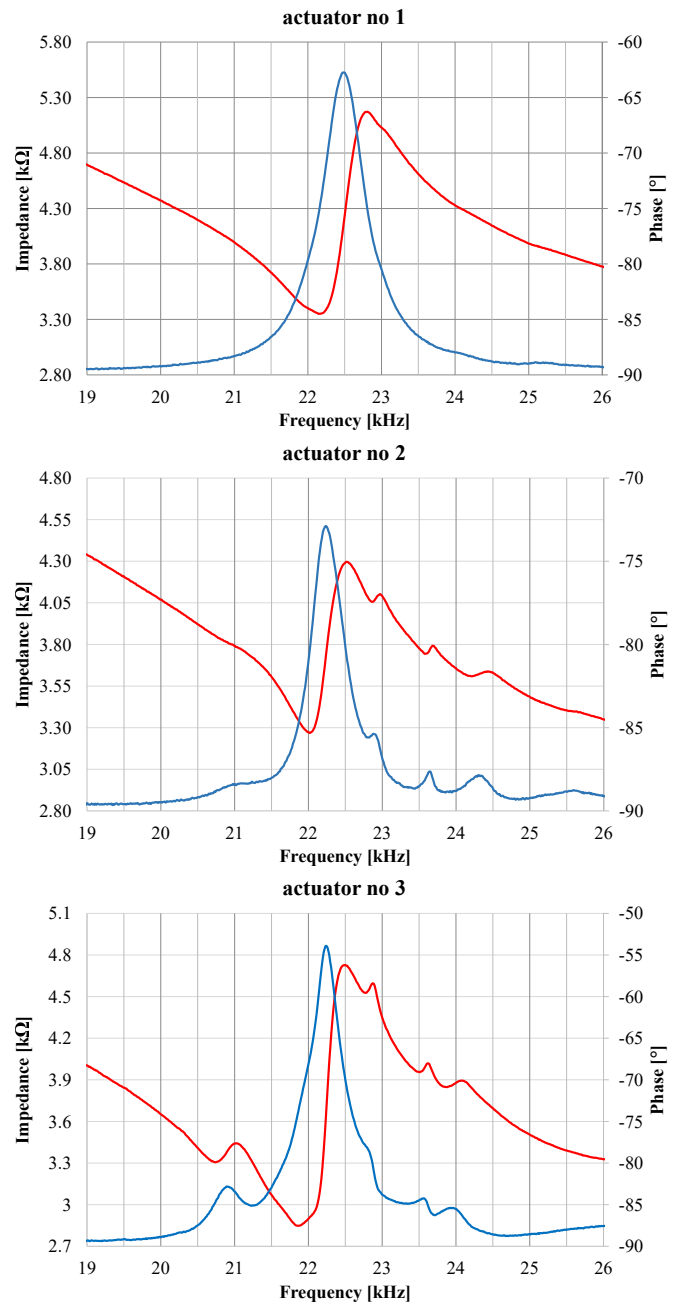 actuator no 1
5.80 -60
5.30 -65
4.80 -70
4.30 -75
3.80 -80
3.30 -85
2.80 -90
Impedance [kΩ]
Phase [°]
19 20 21 22 23 24 25 26
Frequency [kHz]
actuator no 2
4.80 -70
4.55
4.30 -75
4.05
3.80 -80
3.55
3.30 -85
3.05
2.80 -90
Impedance [kΩ]
Phase [°]
19 20 21 22 23 24 25 26
Frequency [kHz]
actuator no 3
5.1 -50
4.8 -55
4.5 -60
4.2 -65
3.9 -70
3.6 -75
3.3 -80
3 -85
2.7 -90
Impedance [kΩ]
Phase [°]
19 20 21 22 23 24 25 26
Frequency [kHz]